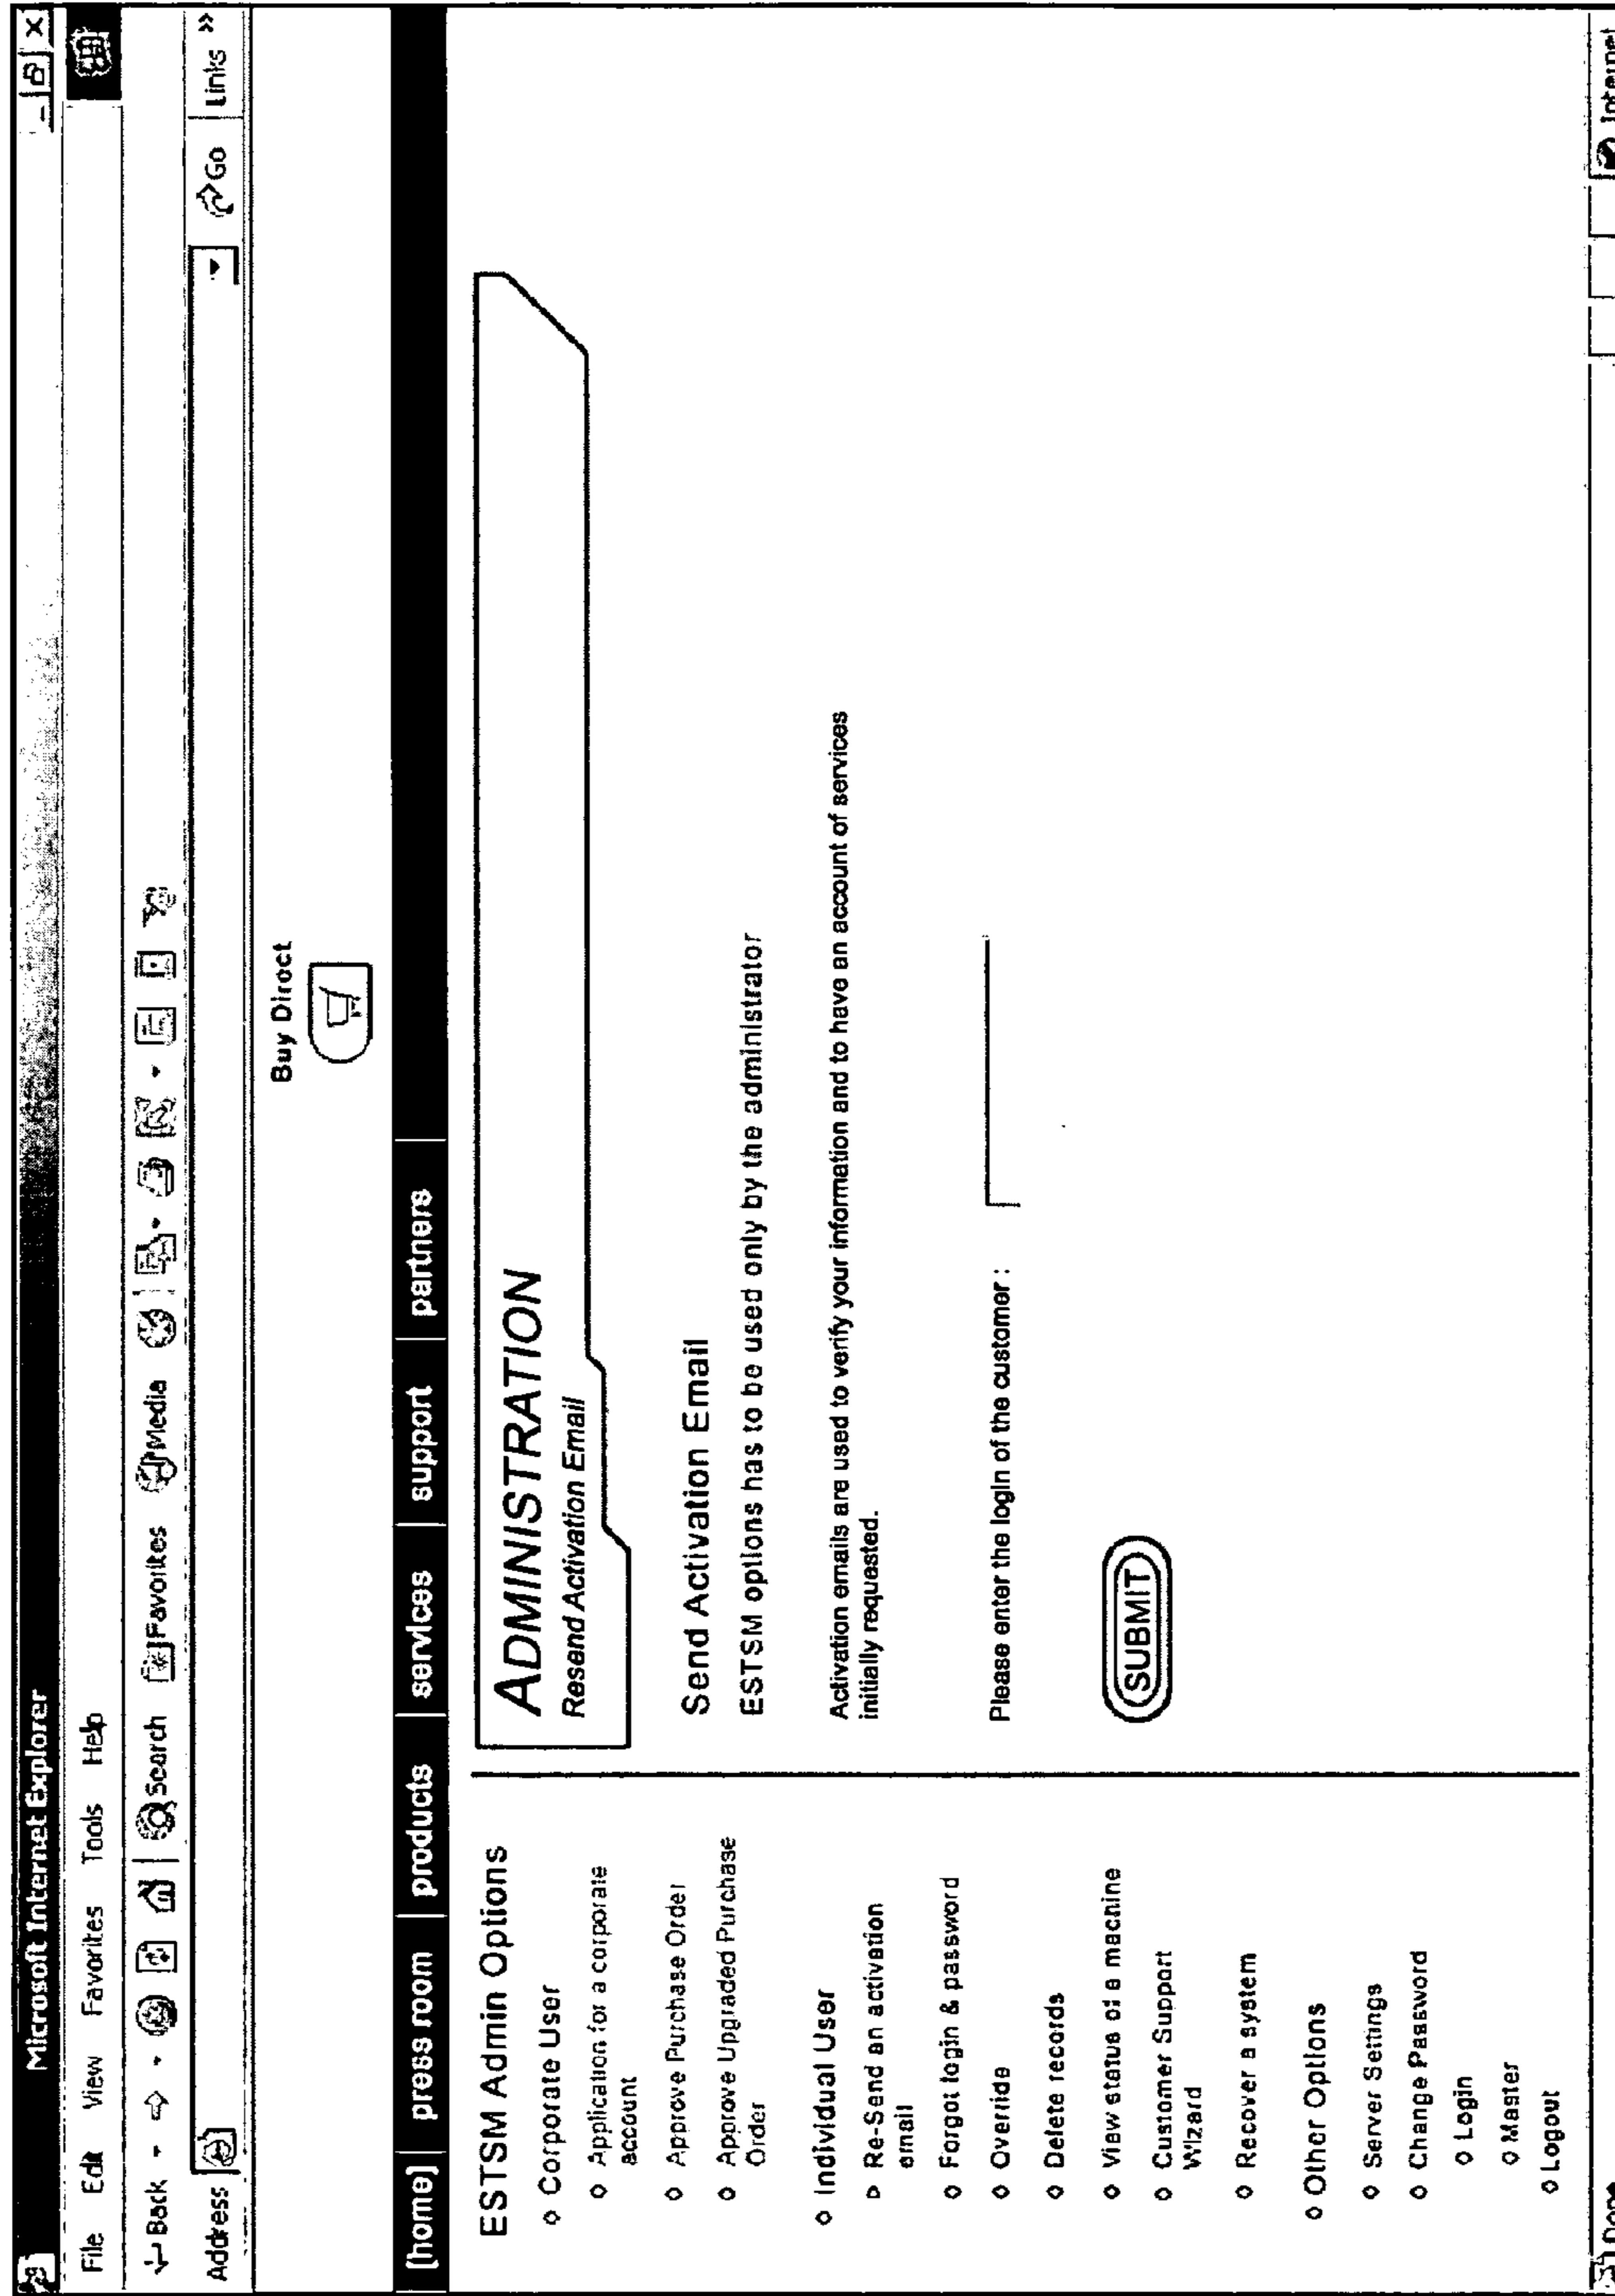 Microsoft Internet Explorer
File Edit View Favorites Tools Help
Back Search Favorites Media
Address Go Links »
Buy Direct
[home] press room products services support partners
ESTSM Admin Options
Corporate User
Application for a corporate
account
Approve Purchase Order
Approve Upgraded Purchase
Order
Individual User
Re-Send an activation
email
Forgot login & password
Override
Delete records
View status of a machine
Customer Support
Wizard
Recover a system
Other Options
Server Settings
Change Password
Login
Master
Logout
ADMINISTRATION
Resend Activation Email
Send Activation Email
ESTSM options has to be used only by the administrator
Activation emails are used to verify your information and to have an account of services
initially requested.
Please enter the login of the customer :
SUBMIT
Done Internet